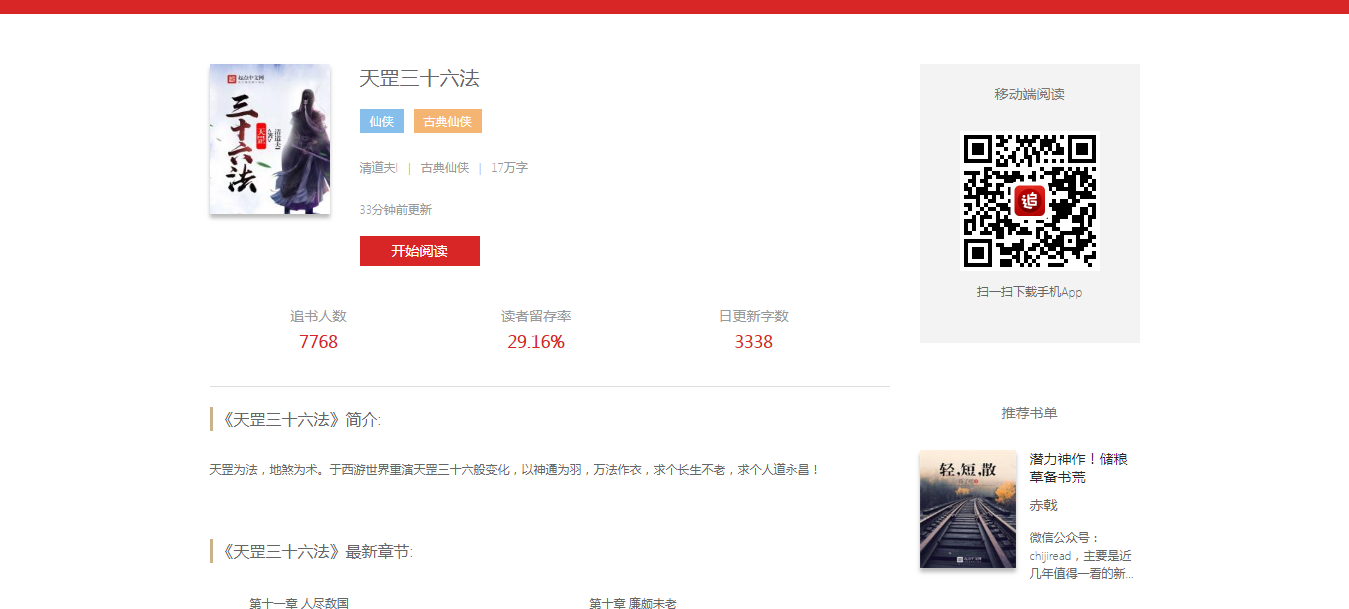 起点中文网
三十六法
天罡
清道夫
天罡三十六法
仙侠 古典仙侠
清道夫! | 古典仙侠 | 17万字
33分钟前更新
开始阅读
追书人数 读者留存率 日更新字数
7768 29.16% 3338
《天罡三十六法》简介:
天罡为法，地煞为术。于西游世界重演天罡三十六般变化，以神通为羽，万法作衣，求个长生不老，求个人道永昌！
《天罡三十六法》最新章节:
第十一章 人尽敌国 第十章 廉颇未老
移动端阅读
追
扫一扫下载手机App
推荐书单
轻,短,散
潜力神作！储粮
草备书荒
赤戟
微信公众号：
chijiread，主要是近
几年值得一看的新...